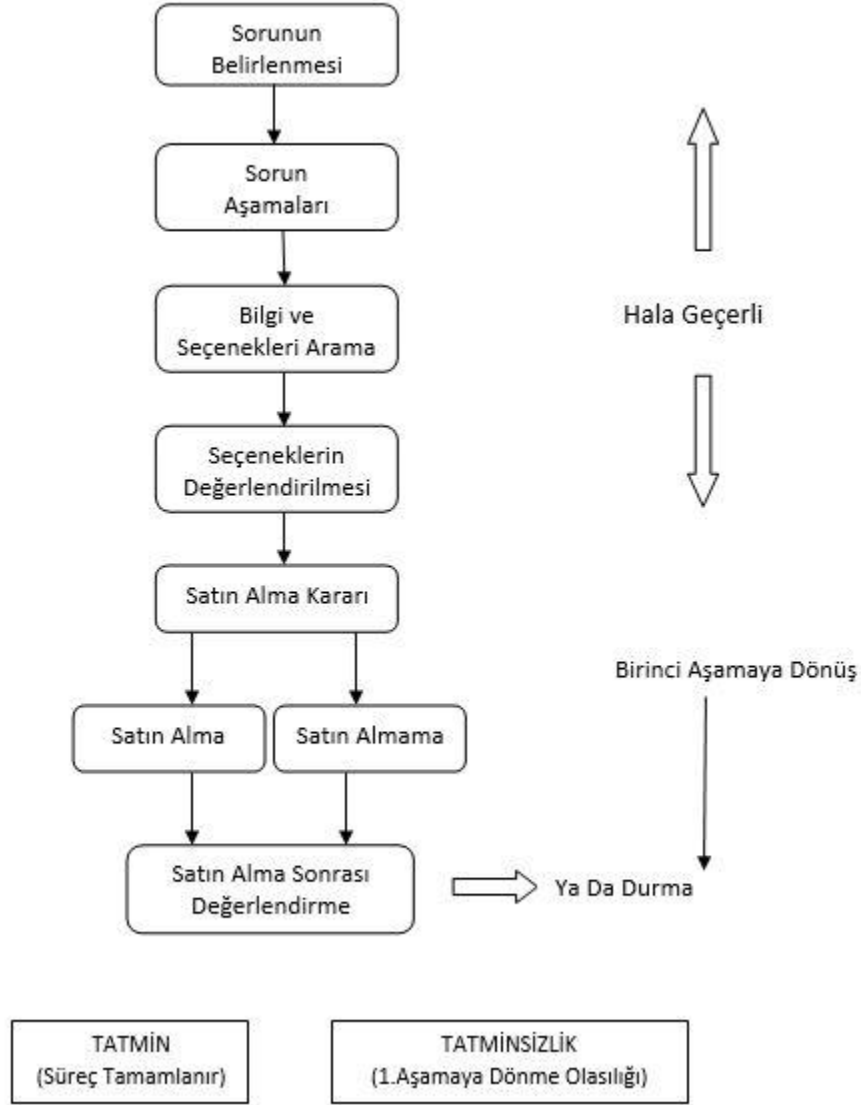 Sorunun
Belirlenmesi
Sorun
Aşamaları
Bilgi ve
Seçenekleri Arama
Hala Geçerli
Seçeneklerin
Değerlendirilmesi
Satın Alma Kararı
Birinci Aşamaya Dönüş
Satın Alma
Satın Almama
Satın Alma Sonrası
Değerlendirme
Ya Da Durma
TATMİN
(Süreç Tamamlanır)
TATMİNSİZLİK
(1.Aşamaya Dönme Olasılığı)